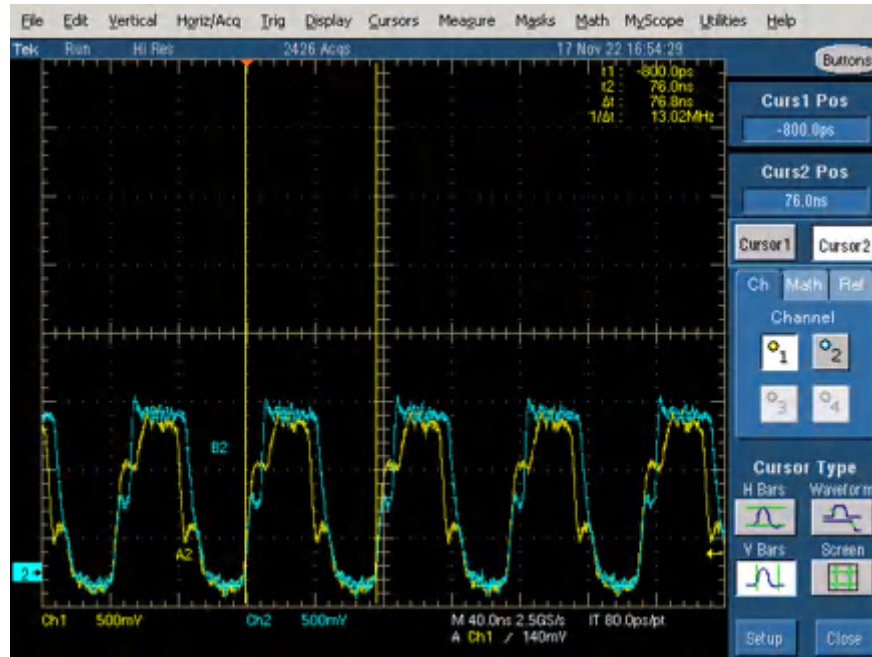 File Edit Vertical Horiz/Acq Trig Display Cursors Measure Masks Math MyScope Utilities Help
Tek Run Hi Res 2426 Acqs 17 Nov 22 16:54:29
Buttons
t1 : -800.0ps
t2 : 76.0ns
Δt : 76.8ns
1/Δt : 13.02MHz
Curs1 Pos
-800.0ps
Curs2 Pos
76.0ns
Cursor1 Cursor2
Ch Math Ref
Channel
1 2
3 4
B2
A2
2
Cursor Type
H Bars Waveform
V Bars Screen
Ch1 500mV Ch2 500mV M 40.0ns 2.5GS/s IT 80.0ps/pt
A Ch1 140mV
Setup Close